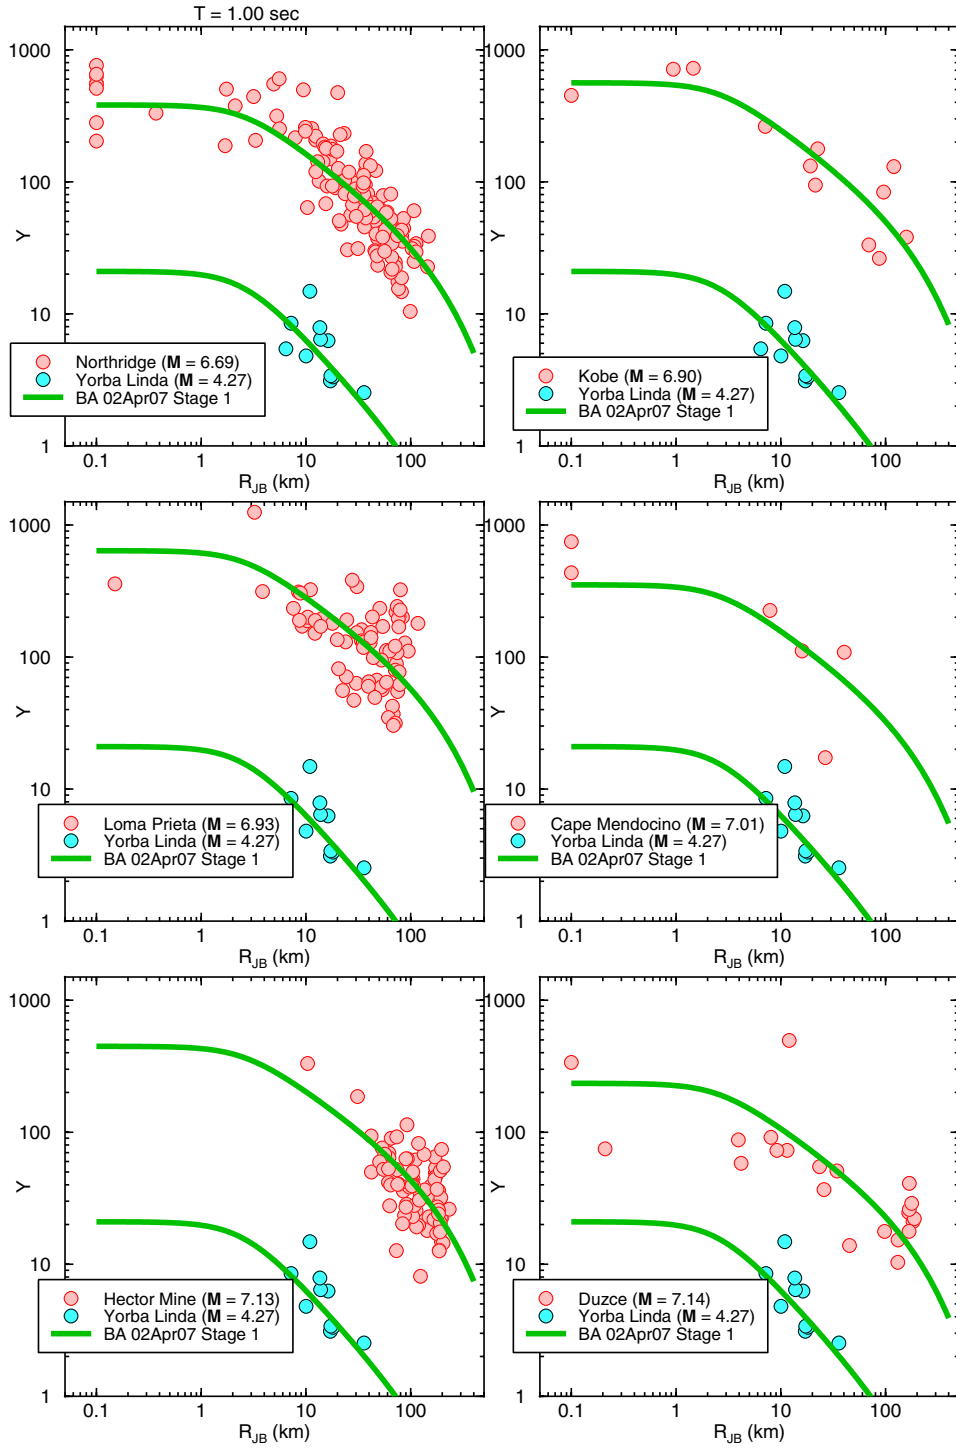 T = 1.00 sec
1000
100
10
1
Y
Northridge (M = 6.69)
Yorba Linda (M = 4.27)
BA 02Apr07 Stage 1
0.1 1 10 100
R_JB (km)
1000
100
10
1
Y
Kobe (M = 6.90)
Yorba Linda (M = 4.27)
BA 02Apr07 Stage 1
0.1 1 10 100
R_JB (km)
1000
100
10
1
Y
Loma Prieta (M = 6.93)
Yorba Linda (M = 4.27)
BA 02Apr07 Stage 1
0.1 1 10 100
R_JB (km)
1000
100
10
1
Y
Cape Mendocino (M = 7.01)
Yorba Linda (M = 4.27)
BA 02Apr07 Stage 1
0.1 1 10 100
R_JB (km)
1000
100
10
1
Y
Hector Mine (M = 7.13)
Yorba Linda (M = 4.27)
BA 02Apr07 Stage 1
0.1 1 10 100
R_JB (km)
1000
100
10
1
Y
Duzce (M = 7.14)
Yorba Linda (M = 4.27)
BA 02Apr07 Stage 1
0.1 1 10 100
R_JB (km)